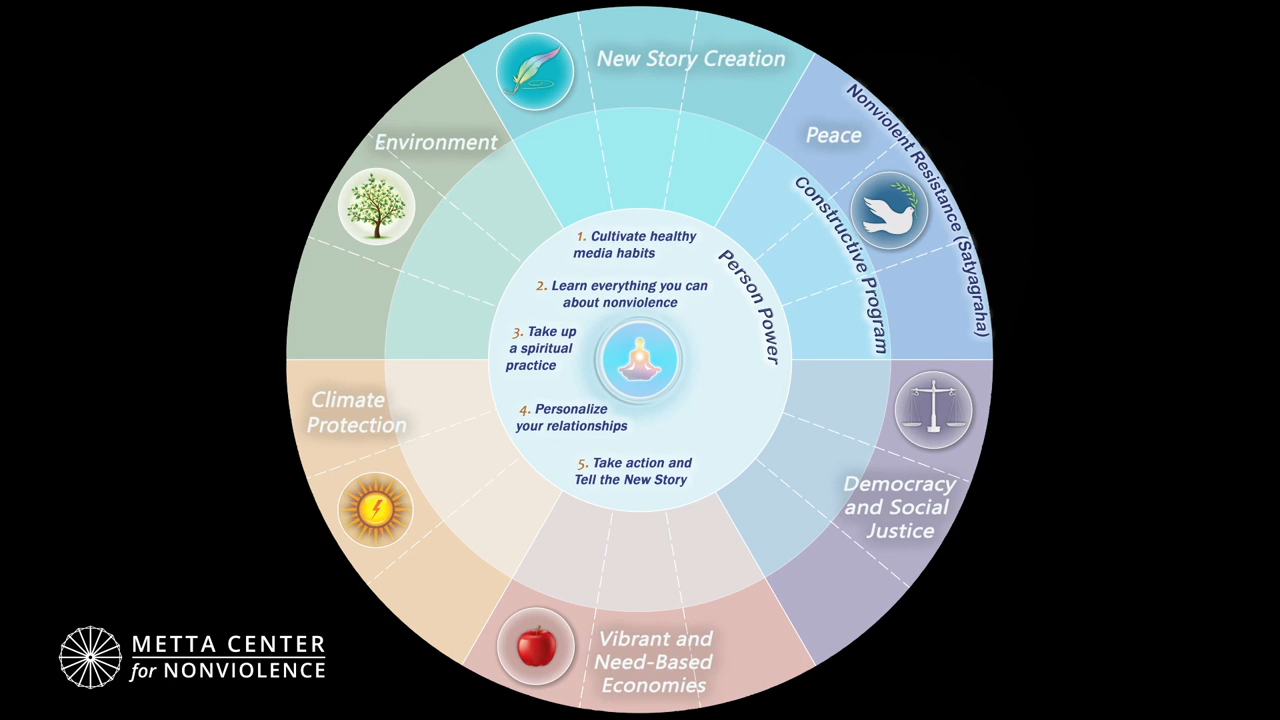 New Story Creation
Environment
Peace
Nonviolent Resistance (Satyagraha)
Constructive Program
Person Power
1. Cultivate healthy
media habits
2. Learn everything you can
about nonviolence
3. Take up
a spiritual
practice
4. Personalize
your relationships
5. Take action and
Tell the New Story
Climate
Protection
Democracy
and Social
Justice
Vibrant and
Need-Based
Economies
METTA CENTER
for NONVIOLENCE